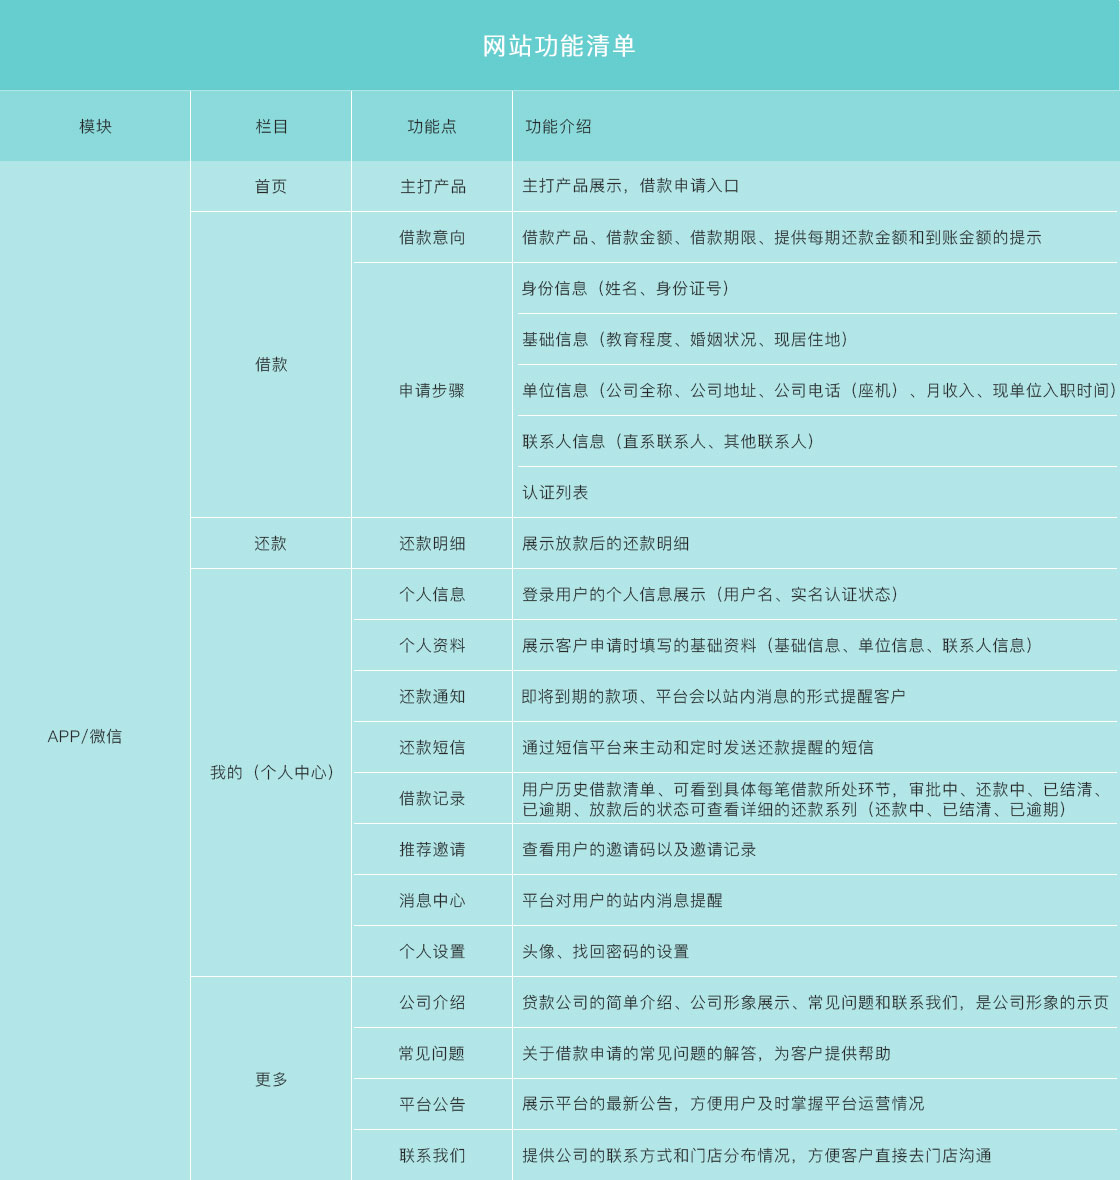 网站功能清单
模块 栏目 功能点 功能介绍
首页 主打产品 主打产品展示，借款申请入口
借款意向 借款产品、借款金额、借款期限、提供每期还款金额和到账金额的提示
身份信息（姓名、身份证号）
基础信息（教育程度、婚姻状况、现居住地）
借款
申请步骤 单位信息（公司全称、公司地址、公司电话（座机）、月收入、现单位入职时间）
联系人信息（直系联系人、其他联系人）
认证列表
还款 还款明细 展示放款后的还款明细
个人信息 登录用户的个人信息展示（用户名、实名认证状态）
个人资料 展示客户申请时填写的基础资料（基础信息、单位信息、联系人信息）
还款通知 即将到期的款项、平台会以站内消息的形式提醒客户
APP/微信
还款短信 通过短信平台来主动和定时发送还款提醒的短信
我的（个人中心）
借款记录 用户历史借款清单、可看到具体每笔借款所处环节，审批中、还款中、已结清、
已逾期、放款后的状态可查看详细的还款系列（还款中、已结清、已逾期）
推荐邀请 查看用户的邀请码以及邀请记录
消息中心 平台对用户的站内消息提醒
个人设置 头像、找回密码的设置
公司介绍 贷款公司的简单介绍、公司形象展示、常见问题和联系我们，是公司形象的示页
常见问题 关于借款申请的常见问题的解答，为客户提供帮助
更多
平台公告 展示平台的最新公告，方便用户及时掌握平台运营情况
联系我们 提供公司的联系方式和门店分布情况，方便客户直接去门店沟通